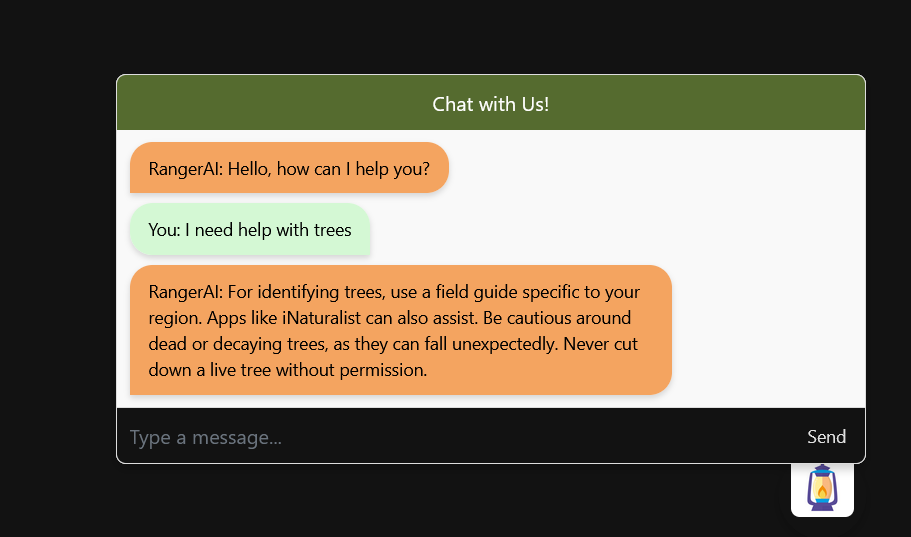 Chat with Us!
RangerAI: Hello, how can I help you?
You: I need help with trees
RangerAI: For identifying trees, use a field guide specific to your
region. Apps like iNaturalist can also assist. Be cautious around
dead or decaying trees, as they can fall unexpectedly. Never cut
down a live tree without permission.
Type a message...
Send